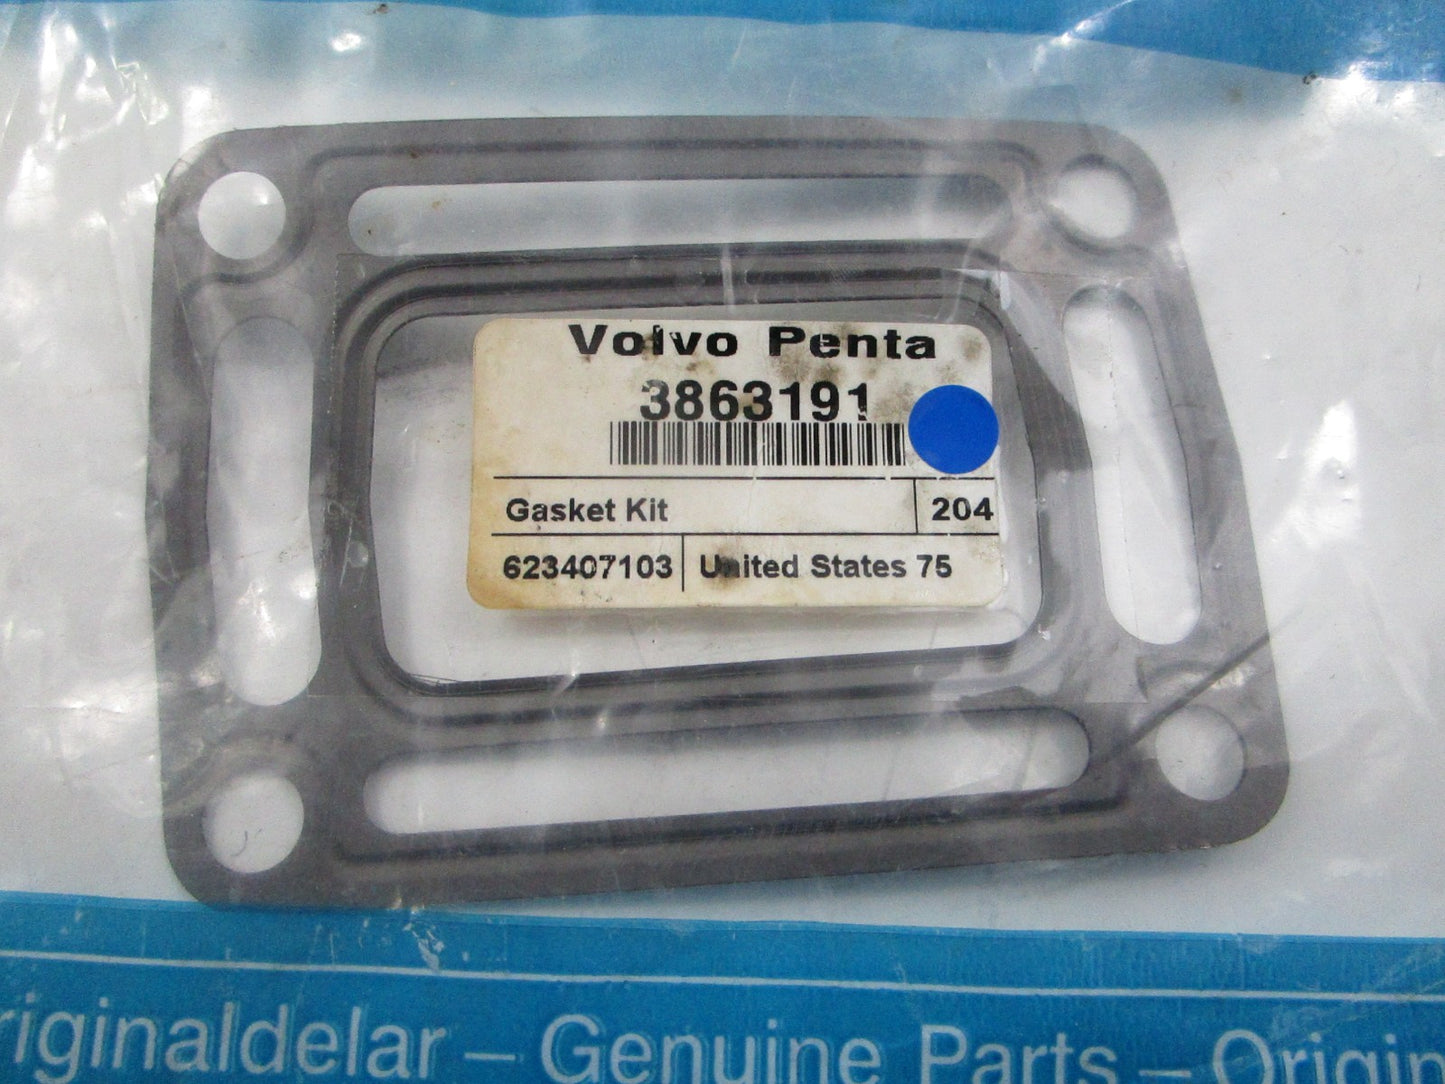 Volvo Penta
3863191
Gasket Kit 204
623407103 United States 75
riginaldelar – Genuine Parts – Origin